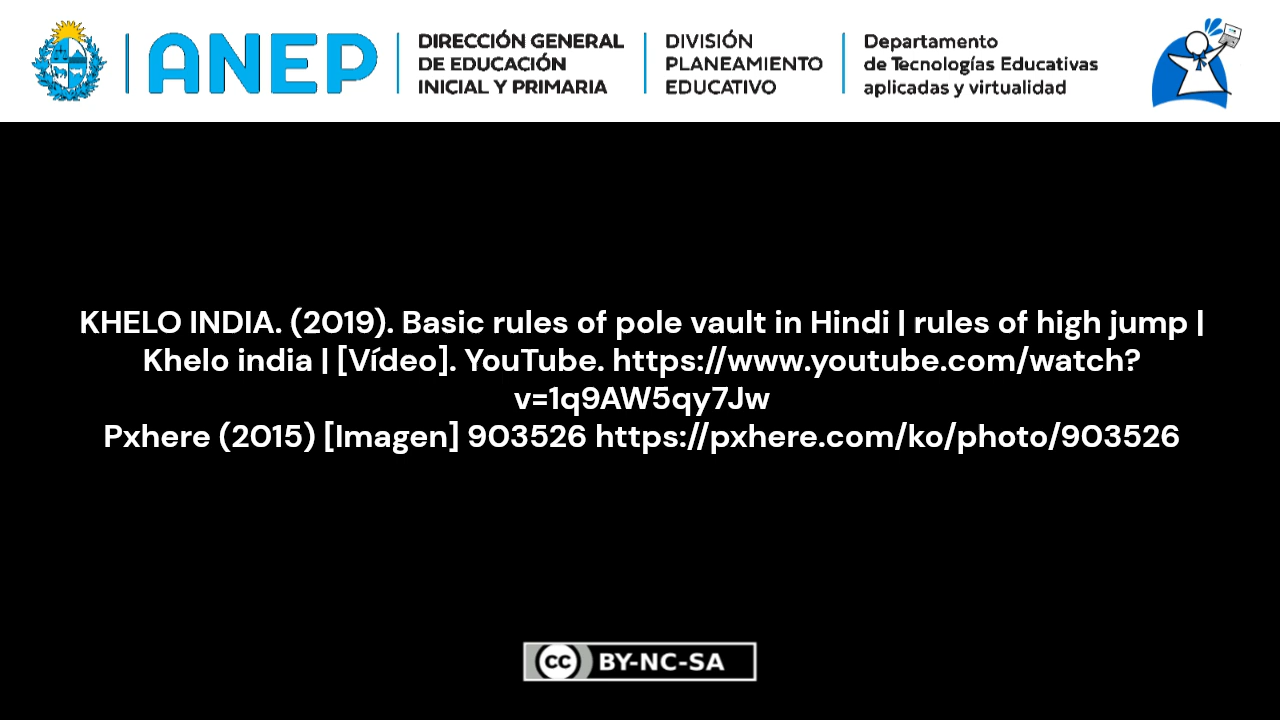 ANEP
DIRECCIÓN GENERAL
DE EDUCACIÓN
INICIAL Y PRIMARIA
DIVISIÓN
PLANEAMIENTO
EDUCATIVO
Departamento
de Tecnologías Educativas
aplicadas y virtualidad
KHELO INDIA. (2019). Basic rules of pole vault in Hindi | rules of high jump |
Khelo india | [Vídeo]. YouTube. https://www.youtube.com/watch?
v=1q9AW5qy7Jw
Pxhere (2015) [Imagen] 903526 https://pxhere.com/ko/photo/903526
cc BY-NC-SA